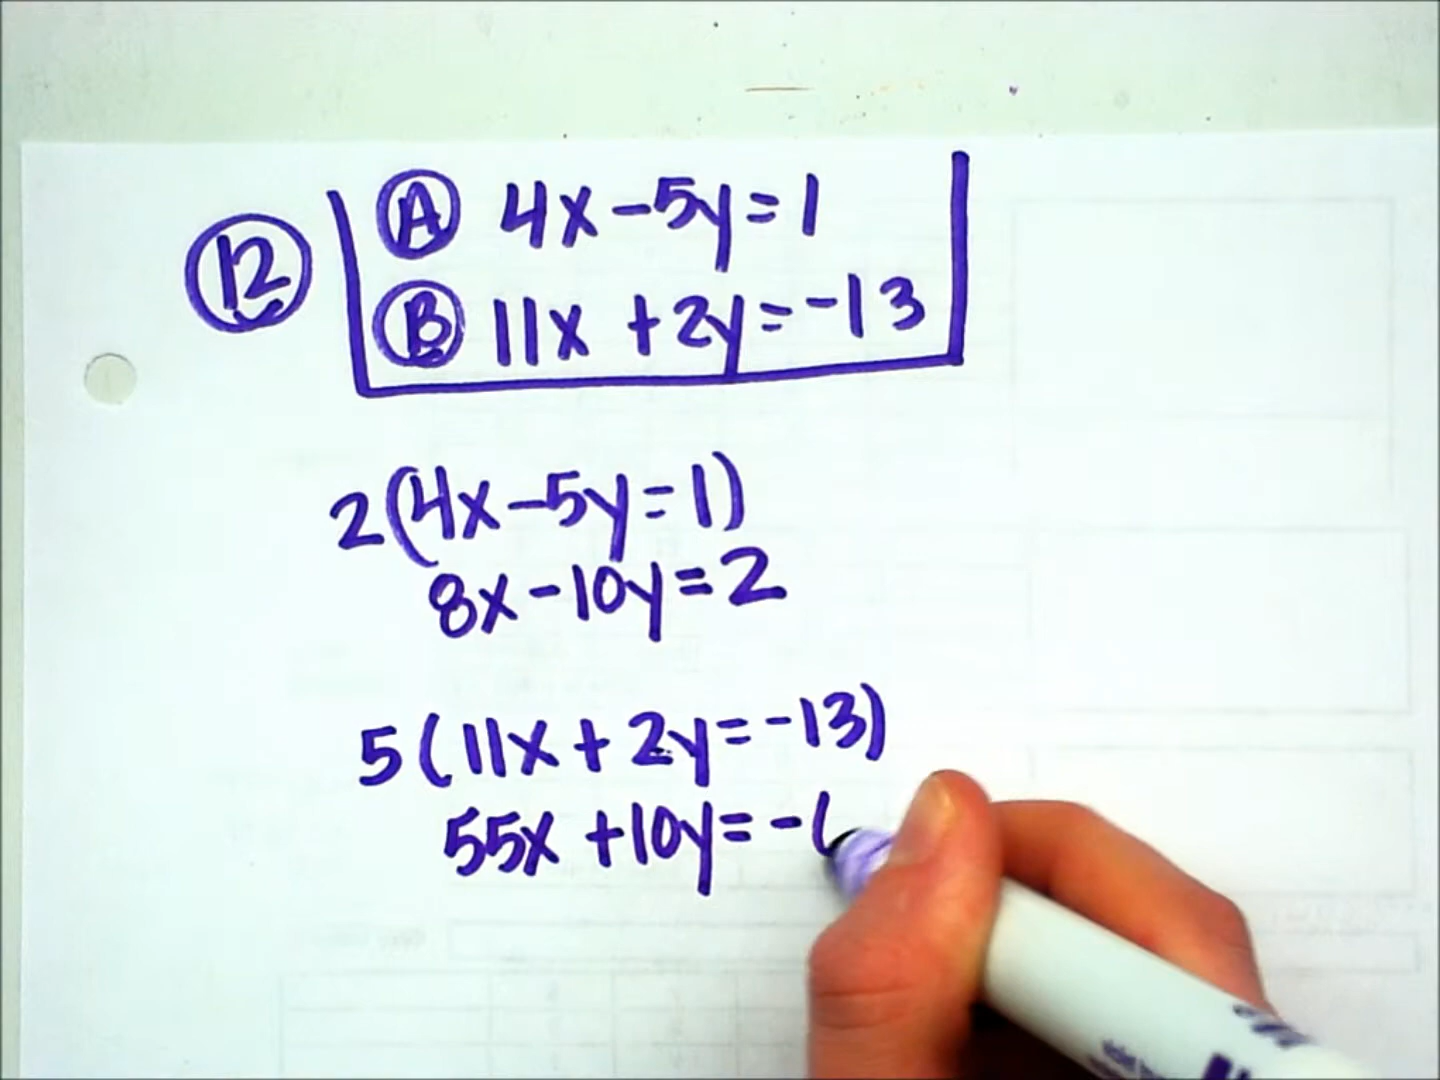 12
A 4x-5y=1
B 11x +2y=-13
2(4x-5y=1)
8x-10y=2
5(11x+2y=-13)
55x +10y= -